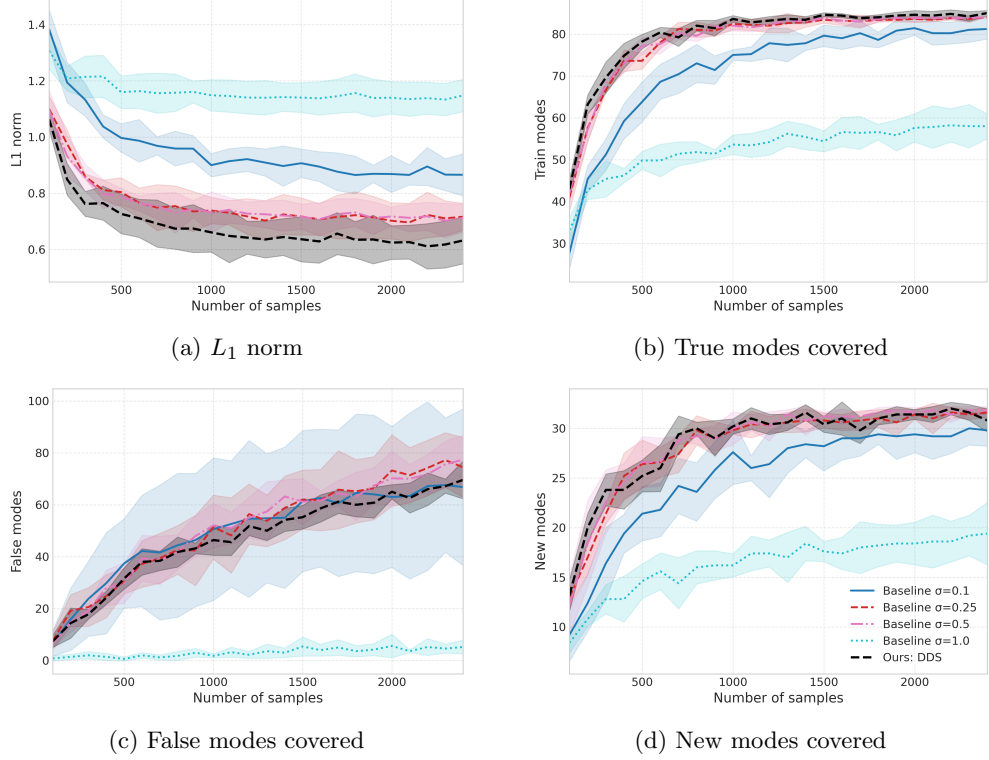 1.4
1.2
1.0
0.8
0.6
L1 norm
500
1000
1500
2000
Number of samples
(a) L1 norm
80
70
60
50
40
30
Train modes
500
1000
1500
2000
Number of samples
(b) True modes covered
100
80
60
40
20
0
False modes
500
1000
1500
2000
Number of samples
(c) False modes covered
30
25
20
15
10
New modes
Baseline σ=0.1
Baseline σ=0.25
Baseline σ=0.5
Baseline σ=1.0
Ours: DDS
500
1000
1500
2000
Number of samples
(d) New modes covered